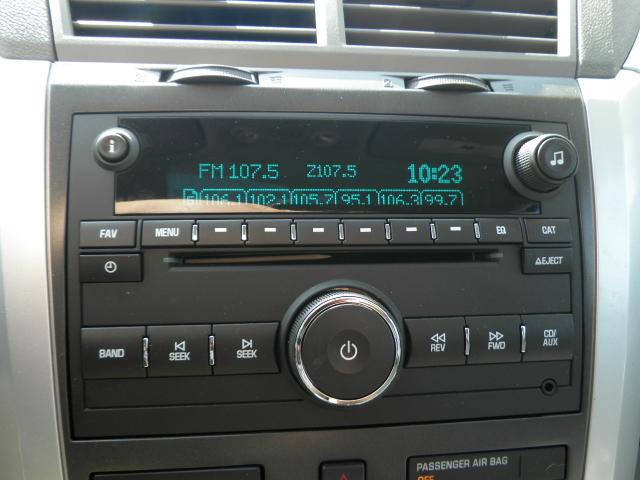 i
FM 107.5 Z107.5 10:23
106.1 102.1 105.7 95.1 106.3 99.7
FAV MENU EQ CAT
EJECT
BAND SEEK SEEK REV FWD CD/AUX
PASSENGER AIR BAG
OFF